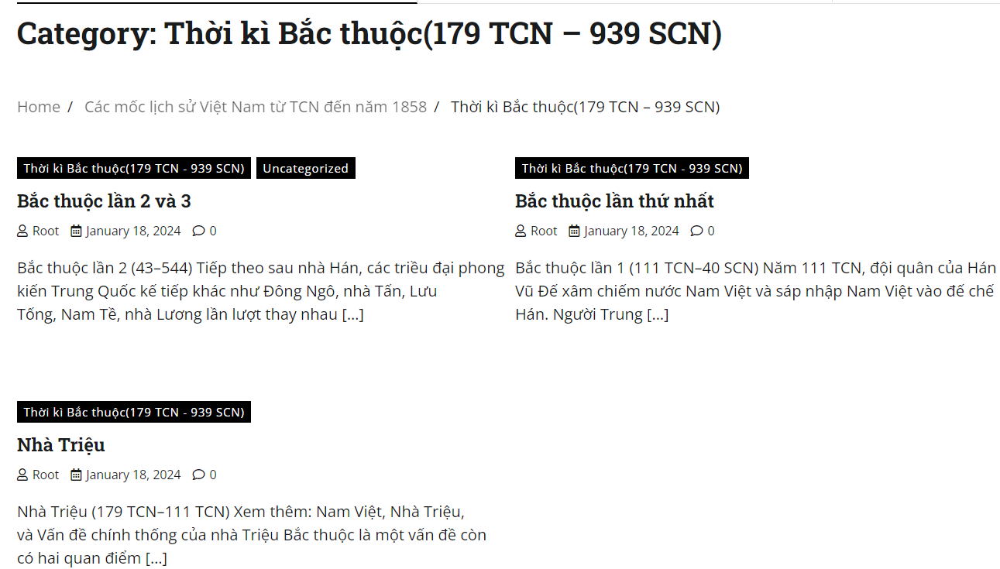 Category: Thời kì Bắc thuộc(179 TCN – 939 SCN)
Home / Các mốc lịch sử Việt Nam từ TCN đến năm 1858 / Thời kì Bắc thuộc(179 TCN – 939 SCN)
Thời kì Bắc thuộc(179 TCN - 939 SCN) Uncategorized
Bắc thuộc lần 2 và 3
Root January 18, 2024 0
Bắc thuộc lần 2 (43–544) Tiếp theo sau nhà Hán, các triều đại phong
kiến Trung Quốc kế tiếp khác như Đông Ngô, nhà Tấn, Lưu
Tống, Nam Tề, nhà Lương lần lượt thay nhau [...]
Thời kì Bắc thuộc(179 TCN - 939 SCN)
Bắc thuộc lần thứ nhất
Root January 18, 2024 0
Bắc thuộc lần 1 (111 TCN–40 SCN) Năm 111 TCN, đội quân của Hán
Vũ Đế xâm chiếm nước Nam Việt và sáp nhập Nam Việt vào đế chế
Hán. Người Trung [...]
Thời kì Bắc thuộc(179 TCN - 939 SCN)
Nhà Triệu
Root January 18, 2024 0
Nhà Triệu (179 TCN–111 TCN) Xem thêm: Nam Việt, Nhà Triệu,
và Vấn đề chính thống của nhà Triệu Bắc thuộc là một vấn đề còn
có hai quan điểm [...]